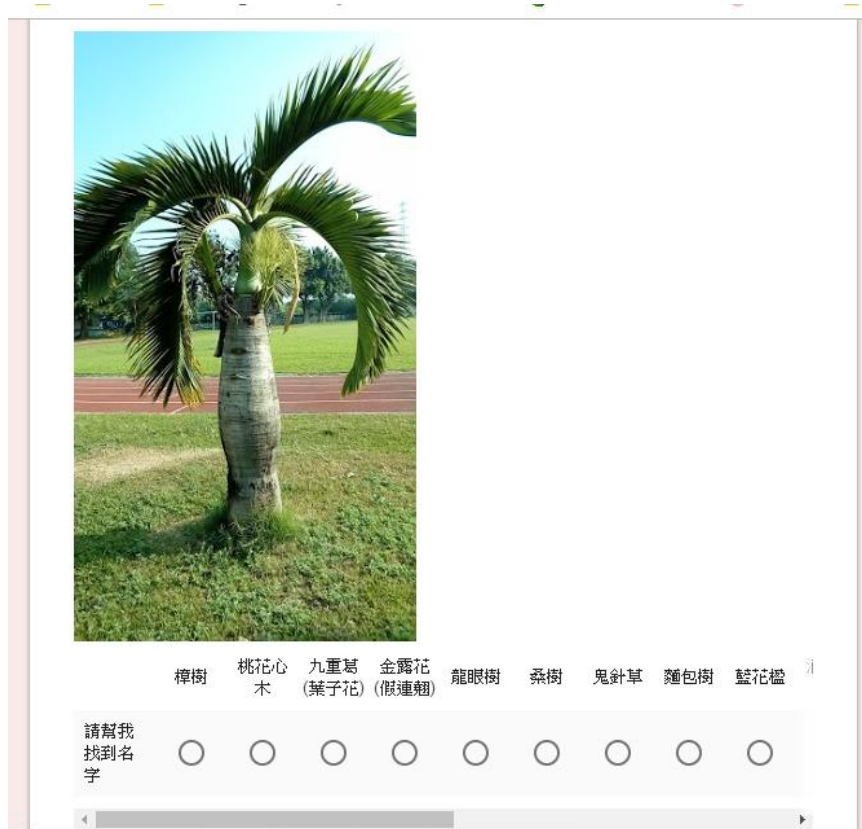 樟樹
桃花心
木
九重葛
(葉子花)
金露花
(假連翹)
龍眼樹
桑樹
鬼針草
麵包樹
藍花楹
請幫我
找到名
字